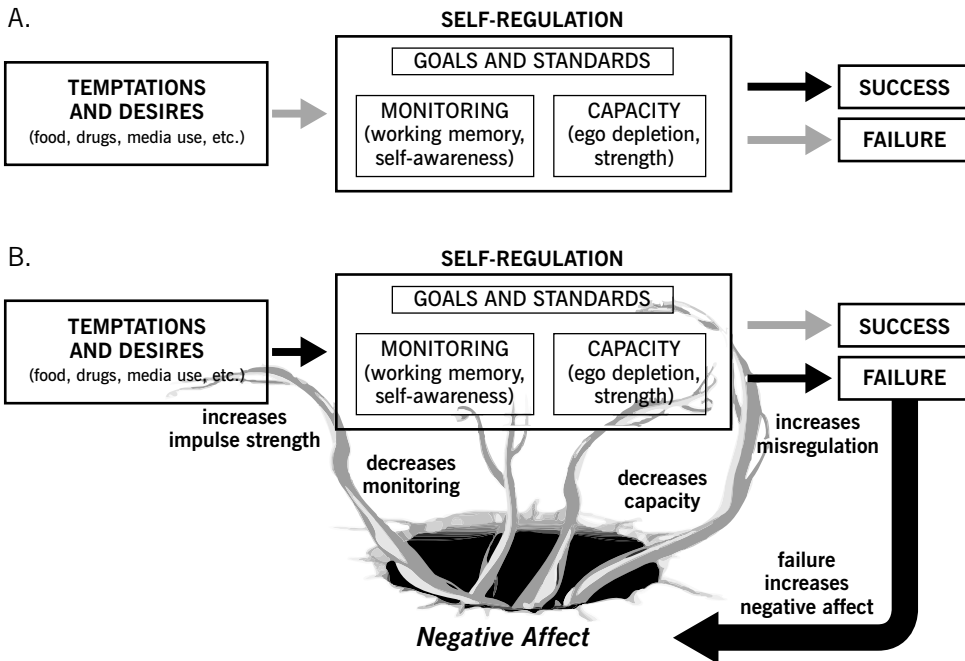 A.
SELF-REGULATION
TEMPTATIONS
AND DESIRES
(food, drugs, media use, etc.)
GOALS AND STANDARDS
MONITORING
(working memory,
self-awareness)
CAPACITY
(ego depletion,
strength)
SUCCESS
FAILURE
B.
SELF-REGULATION
TEMPTATIONS
AND DESIRES
(food, drugs, media use, etc.)
GOALS AND STANDARDS
MONITORING
(working memory,
self-awareness)
CAPACITY
(ego depletion,
strength)
SUCCESS
FAILURE
increases
impulse strength
decreases
monitoring
decreases
capacity
increases
misregulation
failure
increases
negative affect
Negative Affect